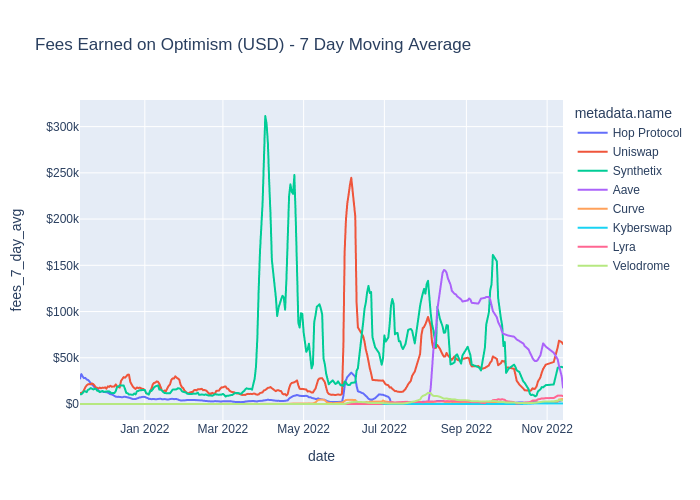 Fees Earned on Optimism (USD) - 7 Day Moving Average
metadata.name
Hop Protocol
Uniswap
Synthetix
Aave
Curve
Kyberswap
Lyra
Velodrome
fees_7_day_avg
$300k
$250k
$200k
$150k
$100k
$50k
$0
Jan 2022
Mar 2022
May 2022
Jul 2022
Sep 2022
Nov 2022
date